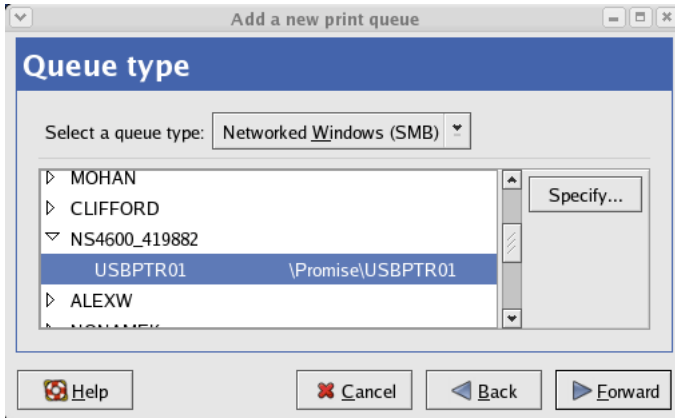 Add a new print queue
Queue type
Select a queue type: Networked Windows (SMB)
MOHAN
Specify...
CLIFFORD
NS4600_419882
USBPTR01 \Promise\USBPTR01
ALEXW
Help Cancel Back Forward